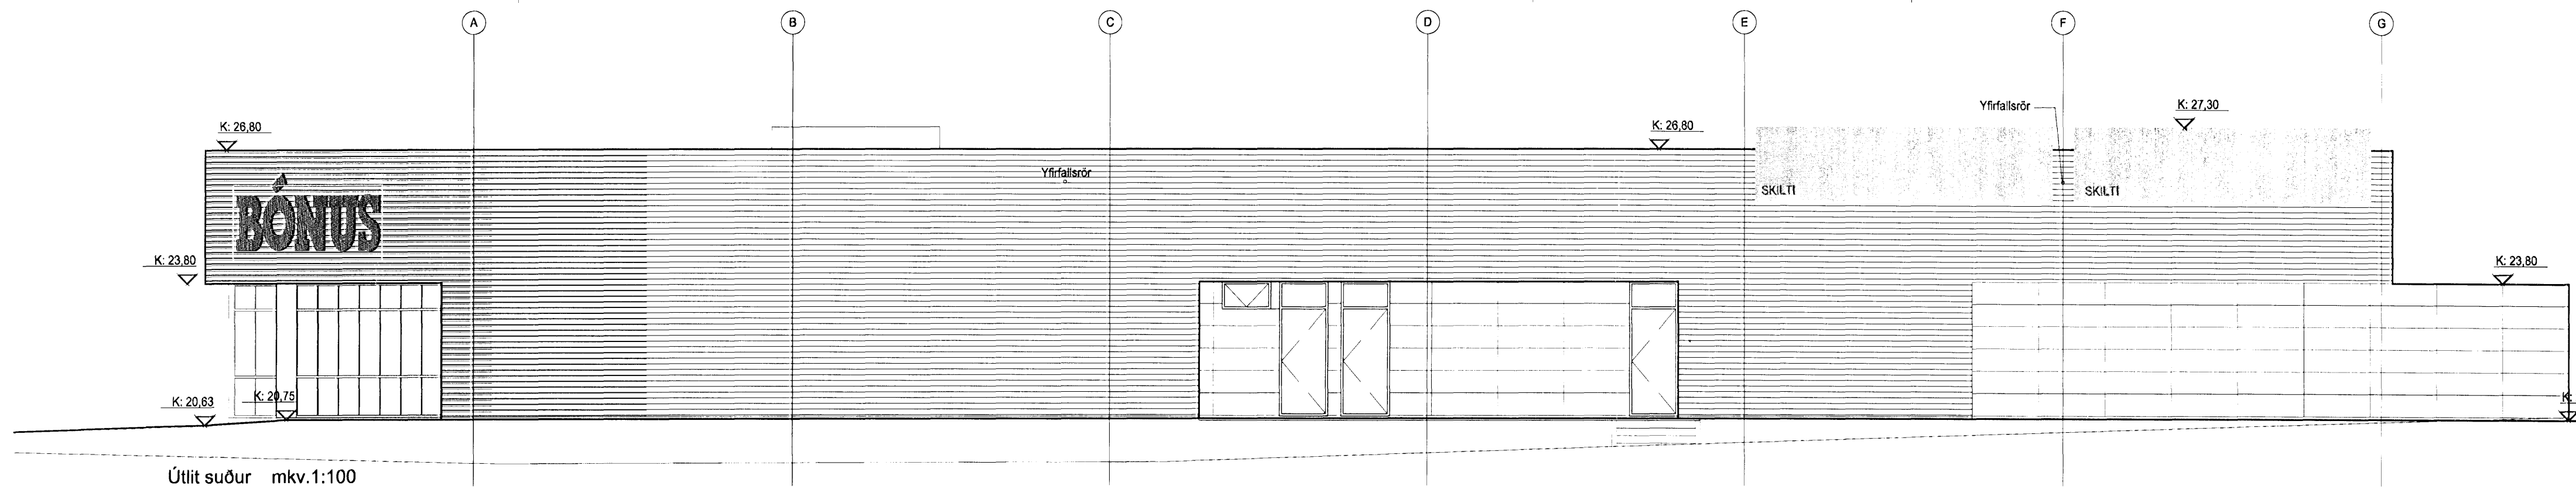 A B C D E F G
K: 26,80
K: 26,80
Yfirfallsrör
K: 27,30
Yfirfallsrör
SKILTI
SKILTI
BÓNUS
K: 23,80
K: 23,80
K: 20,63
K: 20,75
K:
Útlit suður mkv.1:100